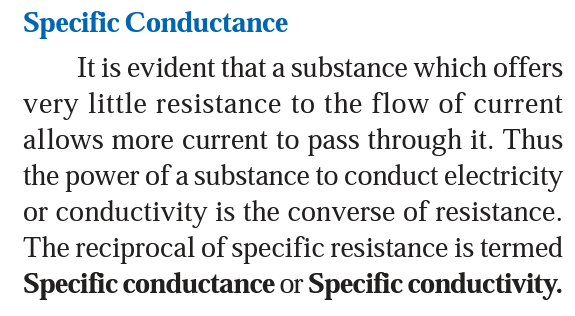 Specific Conductance
It is evident that a substance which offers
very little resistance to the flow of current
allows more current to pass through it. Thus
the power of a substance to conduct electricity
or conductivity is the converse of resistance.
The reciprocal of specific resistance is termed
Specific conductance or Specific conductivity.